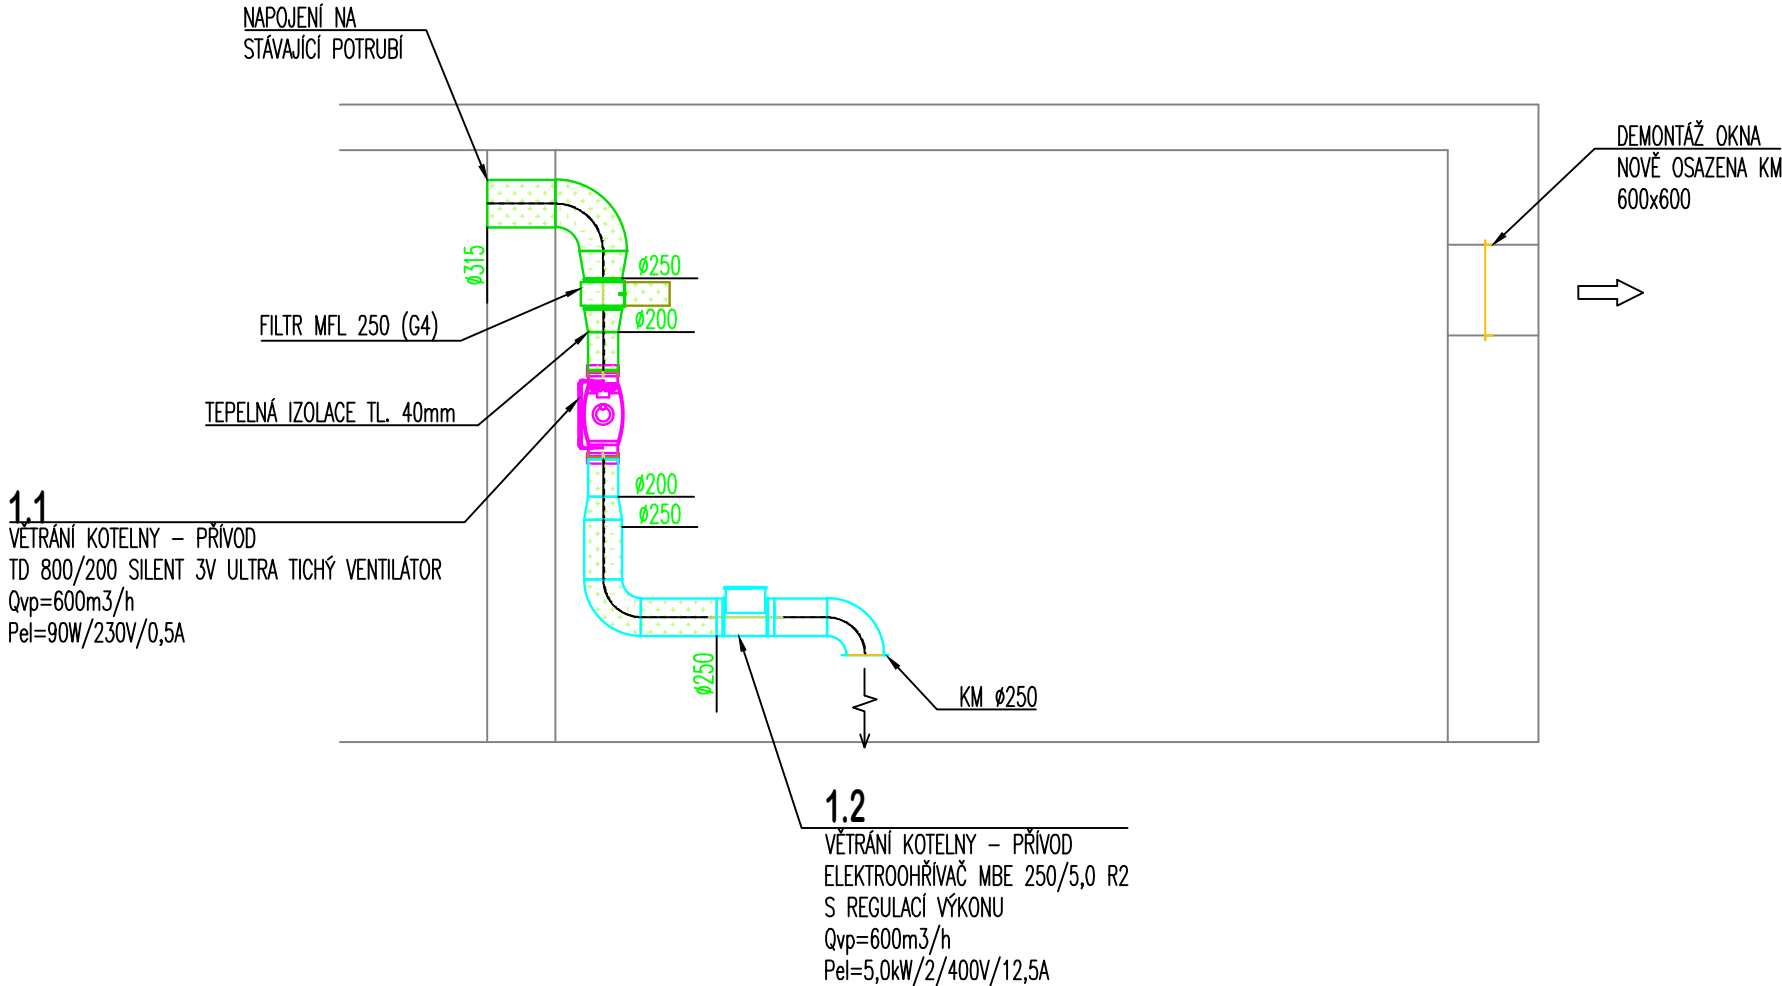 NAPOJENÍ NA
STÁVAJÍCÍ POTRUBÍ
DEMONTÁŽ OKNA
NOVĚ OSAZENA KM
600x600
ø315
ø250
FILTR MFL 250 (G4)
ø200
TEPELNÁ IZOLACE TL. 40mm
1.1
VĚTRÁNÍ KOTELNY – PŘÍVOD
TD 800/200 SILENT 3V ULTRA TICHÝ VENTILÁTOR
Qvp=600m3/h
Pel=90W/230V/0,5A
ø200
ø250
ø250
KM ø250
1.2
VĚTRÁNÍ KOTELNY – PŘÍVOD
ELEKTROOHŘÍVAČ MBE 250/5,0 R2
S REGULACÍ VÝKONU
Qvp=600m3/h
Pel=5,0kW/2/400V/12,5A